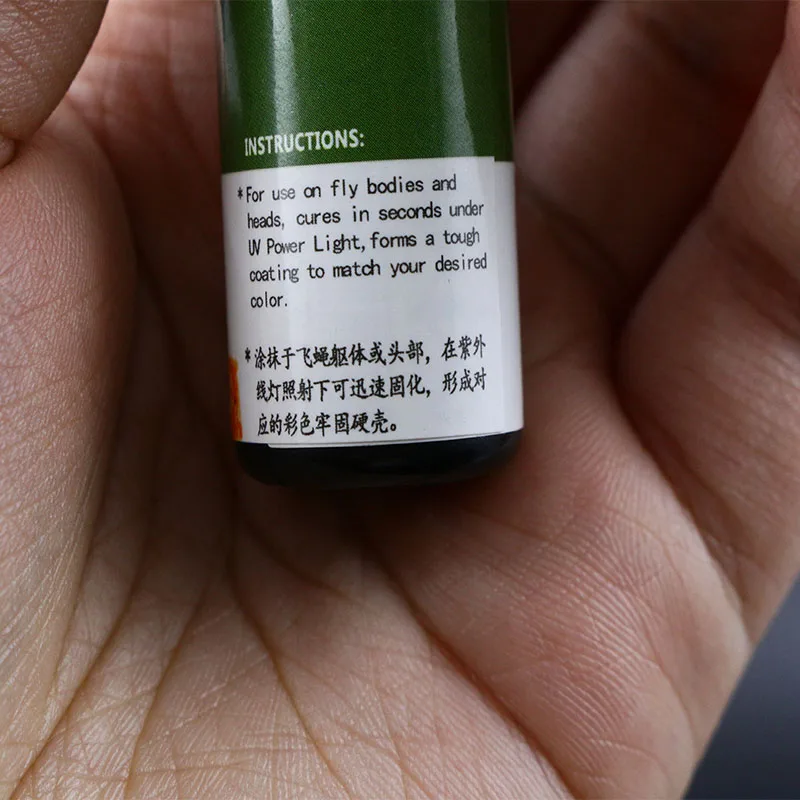 INSTRUCTIONS:
*For use on fly bodies and
heads, cures in seconds under
UV Power Light,forms a tough
coating to match your desired
color.
*涂抹于飞蝇躯体或头部，在紫外
线灯照射下可迅速固化，形成对
应的彩色牢固硬壳。